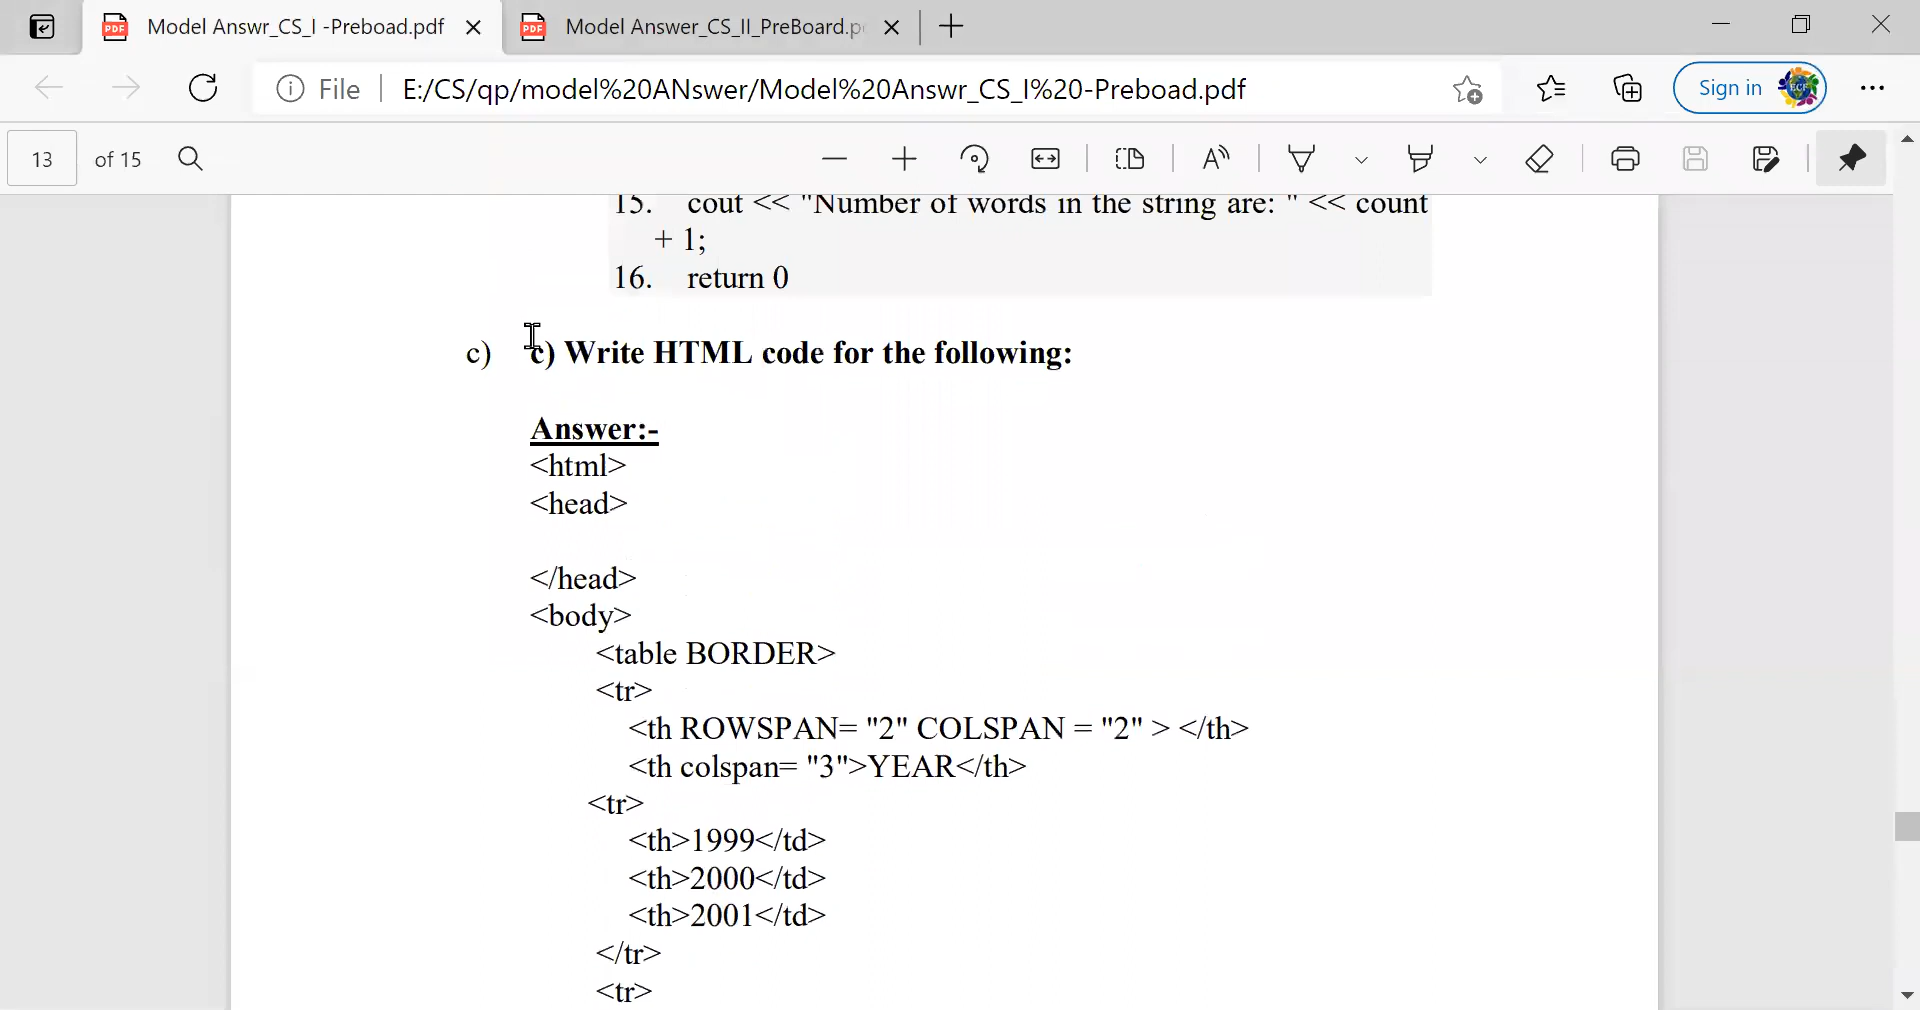 Model Answr_CS_I -Preboad.pdf
Model Answer_CS_II_PreBoard.p
File
E:/CS/qp/model%20ANswer/Model%20Answr_CS_I%20-Preboad.pdf
Sign in
13 of 15
15. cout << "Number of words in the string are: " << count
+ 1;
16. return 0
c) c) Write HTML code for the following:
Answer:-
<html>
<head>
</head>
<body>
<table BORDER>
<tr>
<th ROWSPAN= "2" COLSPAN = "2" > </th>
<th colspan= "3">YEAR</th>
<tr>
<th>1999</td>
<th>2000</td>
<th>2001</td>
</tr>
<tr>